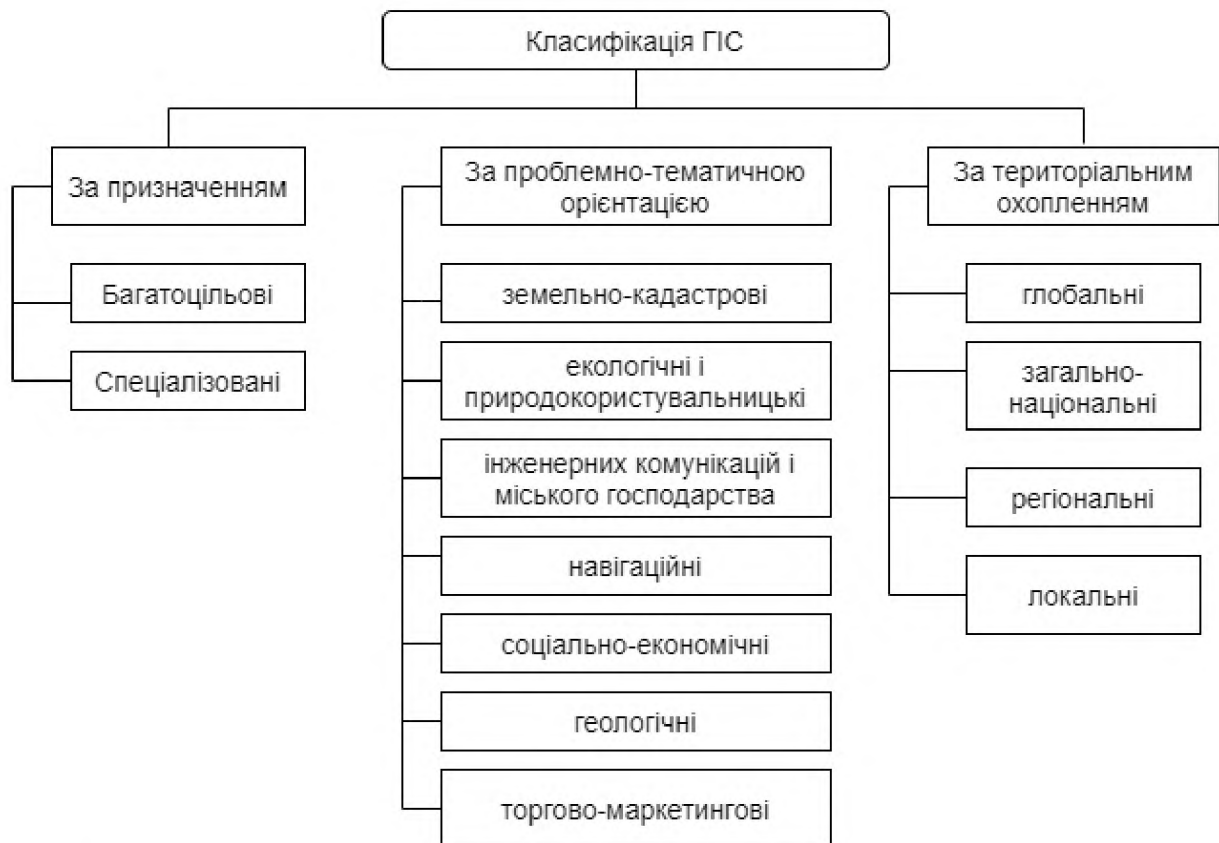 Класифікація ГІС
За призначенням
Багатоцільові
Спеціалізовані
За проблемно-тематичною
орієнтацією
земельно-кадастрові
екологічні і
природокористувальницькі
інженерних комунікацій і
міського господарства
навігаційні
соціально-економічні
геологічні
торгово-маркетингові
За територіальним
охопленням
глобальні
загально-
національні
регіональні
локальні